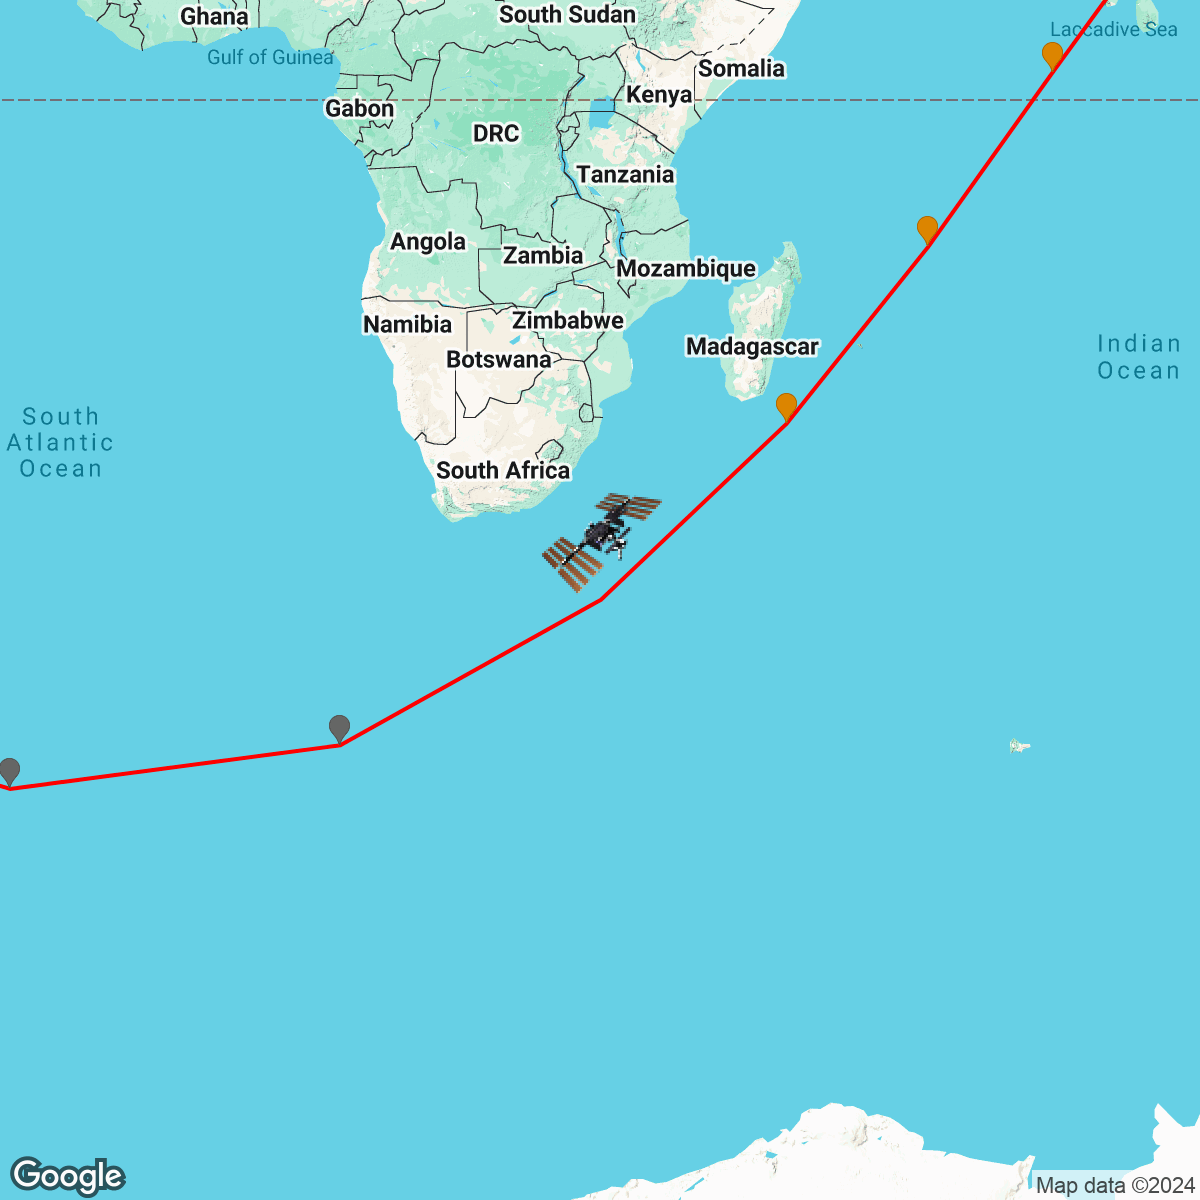 Ghana
South Sudan
Laccadive Sea
Gulf of Guinea
Somalia
Kenya
Gabon
DRC
Tanzania
Angola
Zambia
Mozambique
Namibia
Zimbabwe
Botswana
Madagascar
Indian
Ocean
South
Atlantic
Ocean
South Africa
Google
Map data ©2024